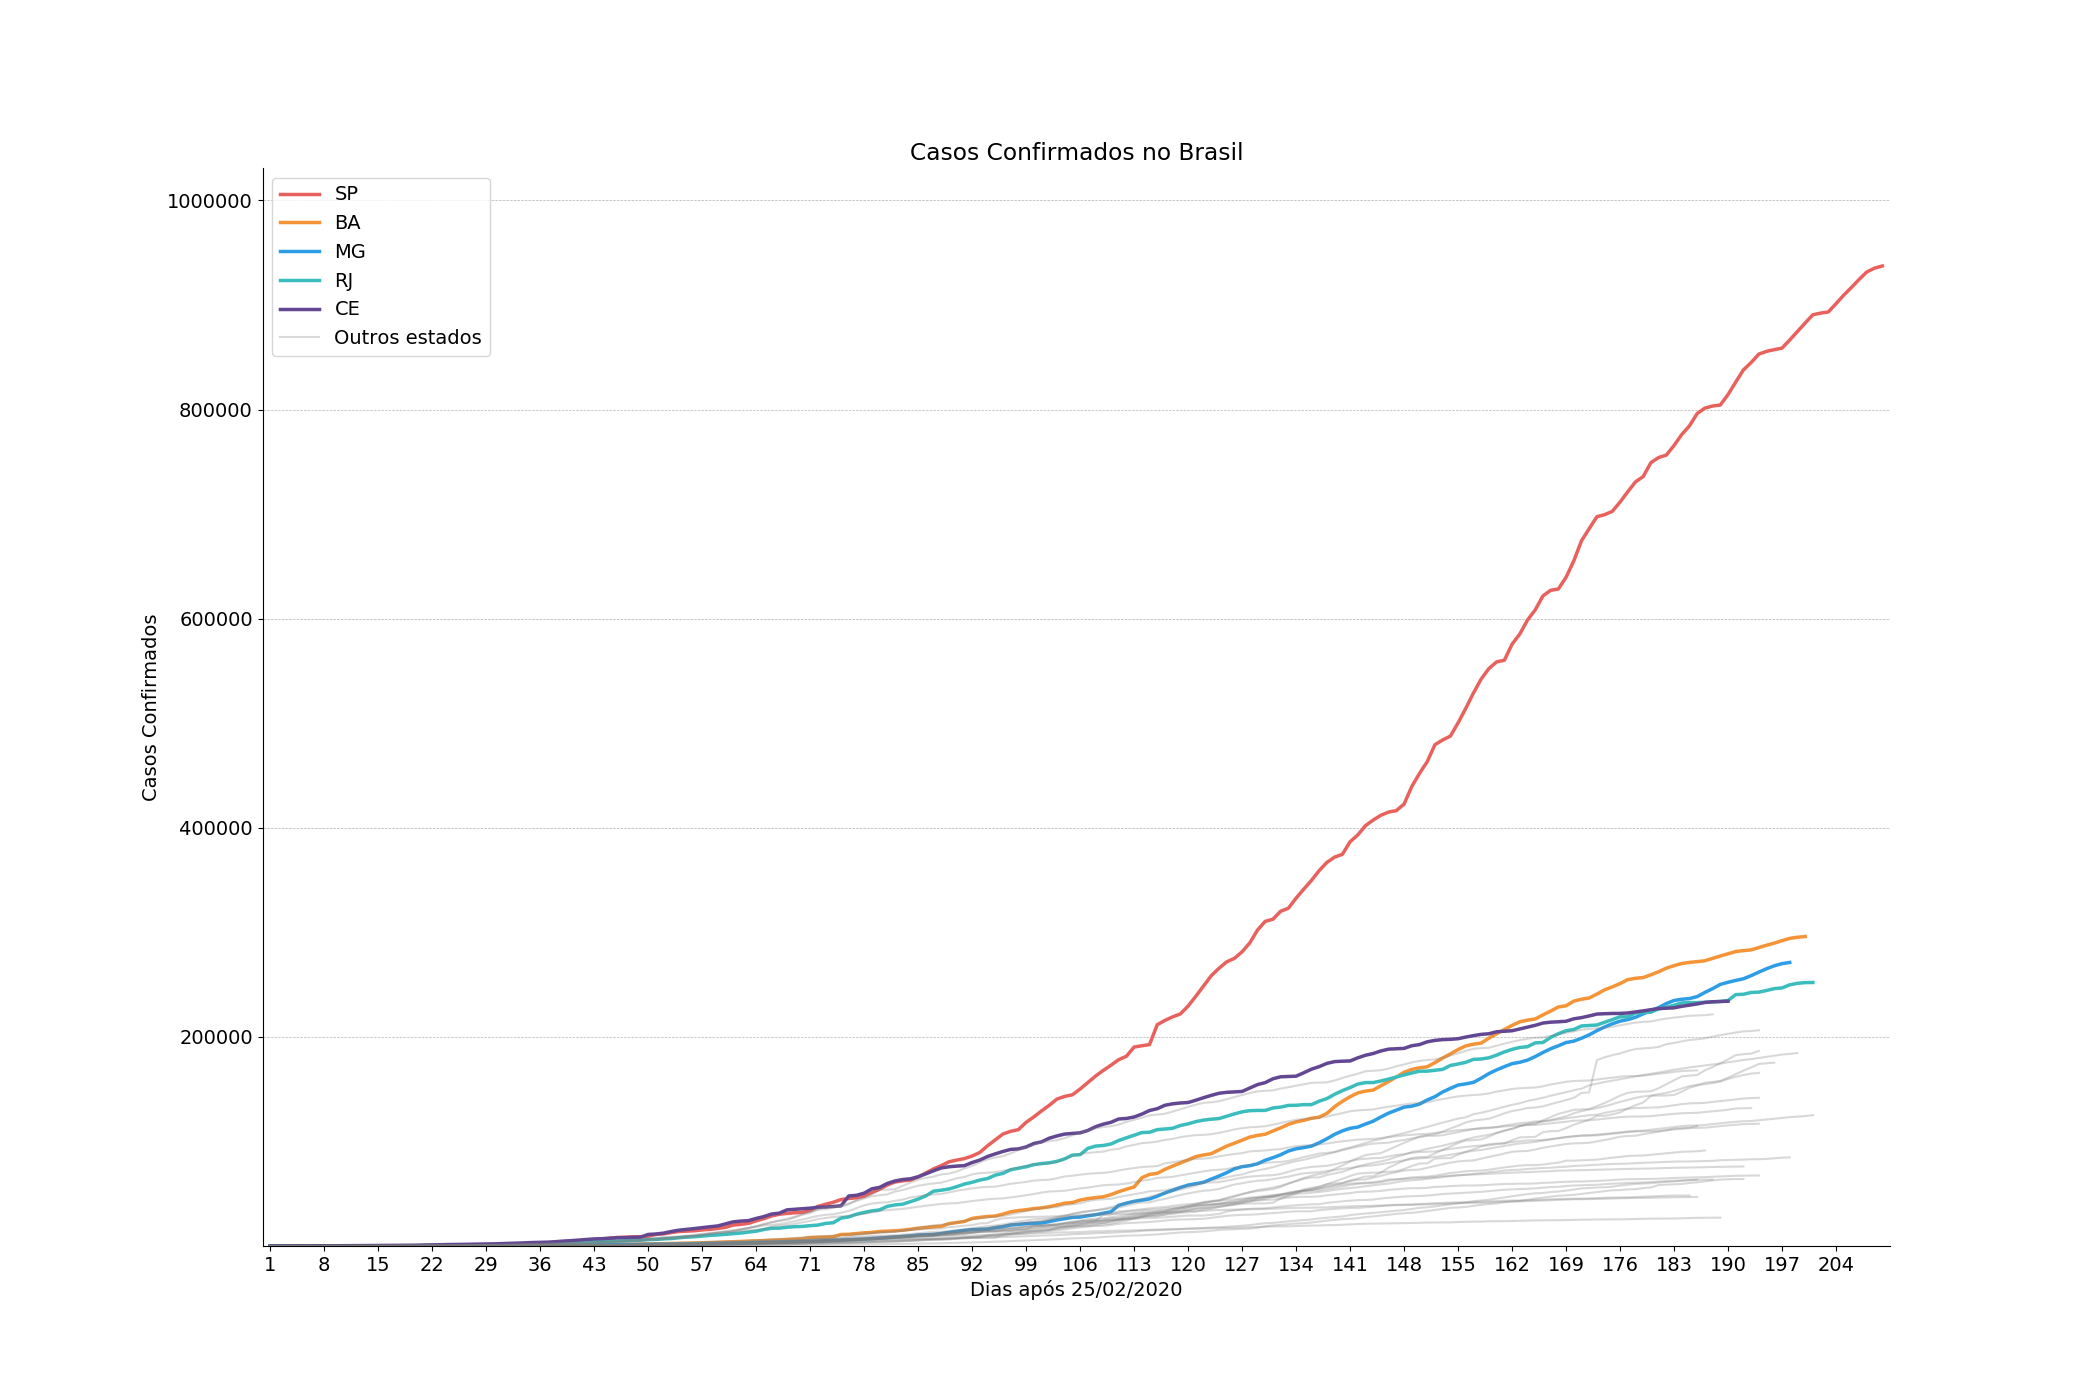 Casos Confirmados no Brasil
SP
BA
MG
RJ
CE
Outros estados
1000000
800000
600000
400000
200000
Casos Confirmados
1 8 15 22 29 36 43 50 57 64 71 78 85 92 99 106 113 120 127 134 141 148 155 162 169 176 183 190 197 204
Dias após 25/02/2020